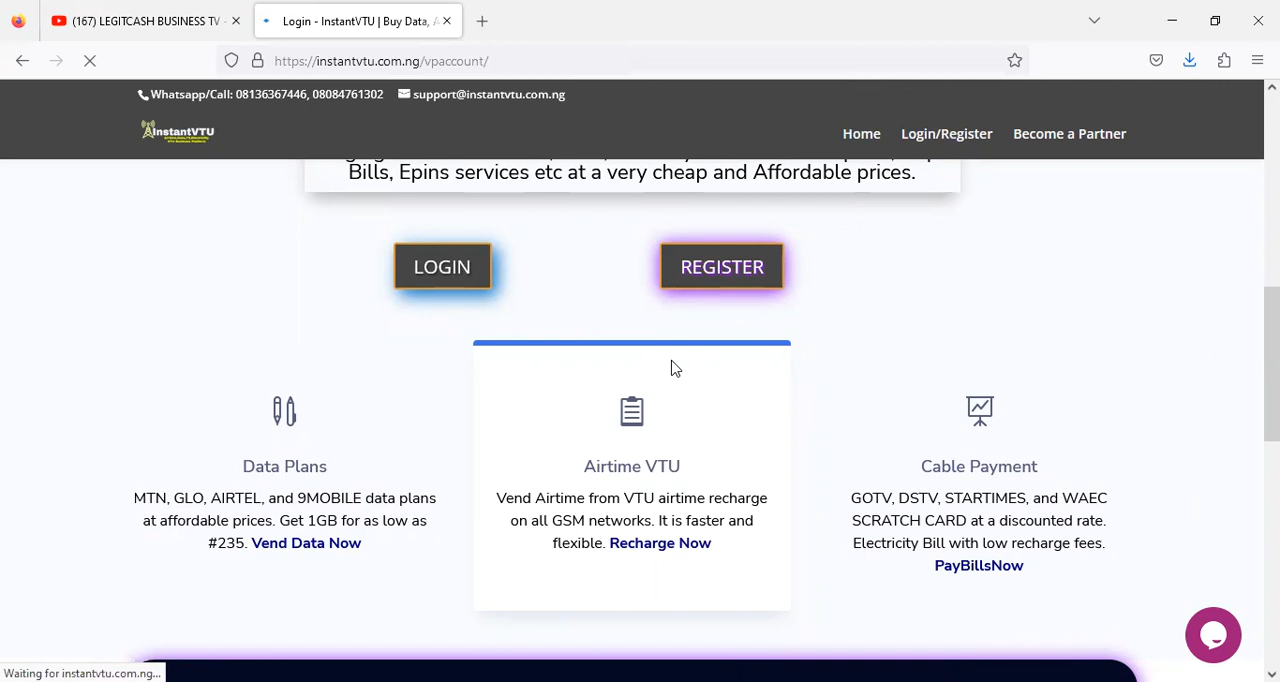 (167) LEGITCASH BUSINESS TV -
Login - InstantVTU | Buy Data, A
https://instantvtu.com.ng/vpaccount/
Whatsapp/Call: 08136367446, 08084761302 support@instantvtu.com.ng
InstantVTU
Home Login/Register Become a Partner
Bills, Epins services etc at a very cheap and Affordable prices.
LOGIN REGISTER
Data Plans
MTN, GLO, AIRTEL, and 9MOBILE data plans
at affordable prices. Get 1GB for as low as
#235. Vend Data Now
Airtime VTU
Vend Airtime from VTU airtime recharge
on all GSM networks. It is faster and
flexible. Recharge Now
Cable Payment
GOTV, DSTV, STARTIMES, and WAEC
SCRATCH CARD at a discounted rate.
Electricity Bill with low recharge fees.
PayBillsNow
Waiting for instantvtu.com.ng...